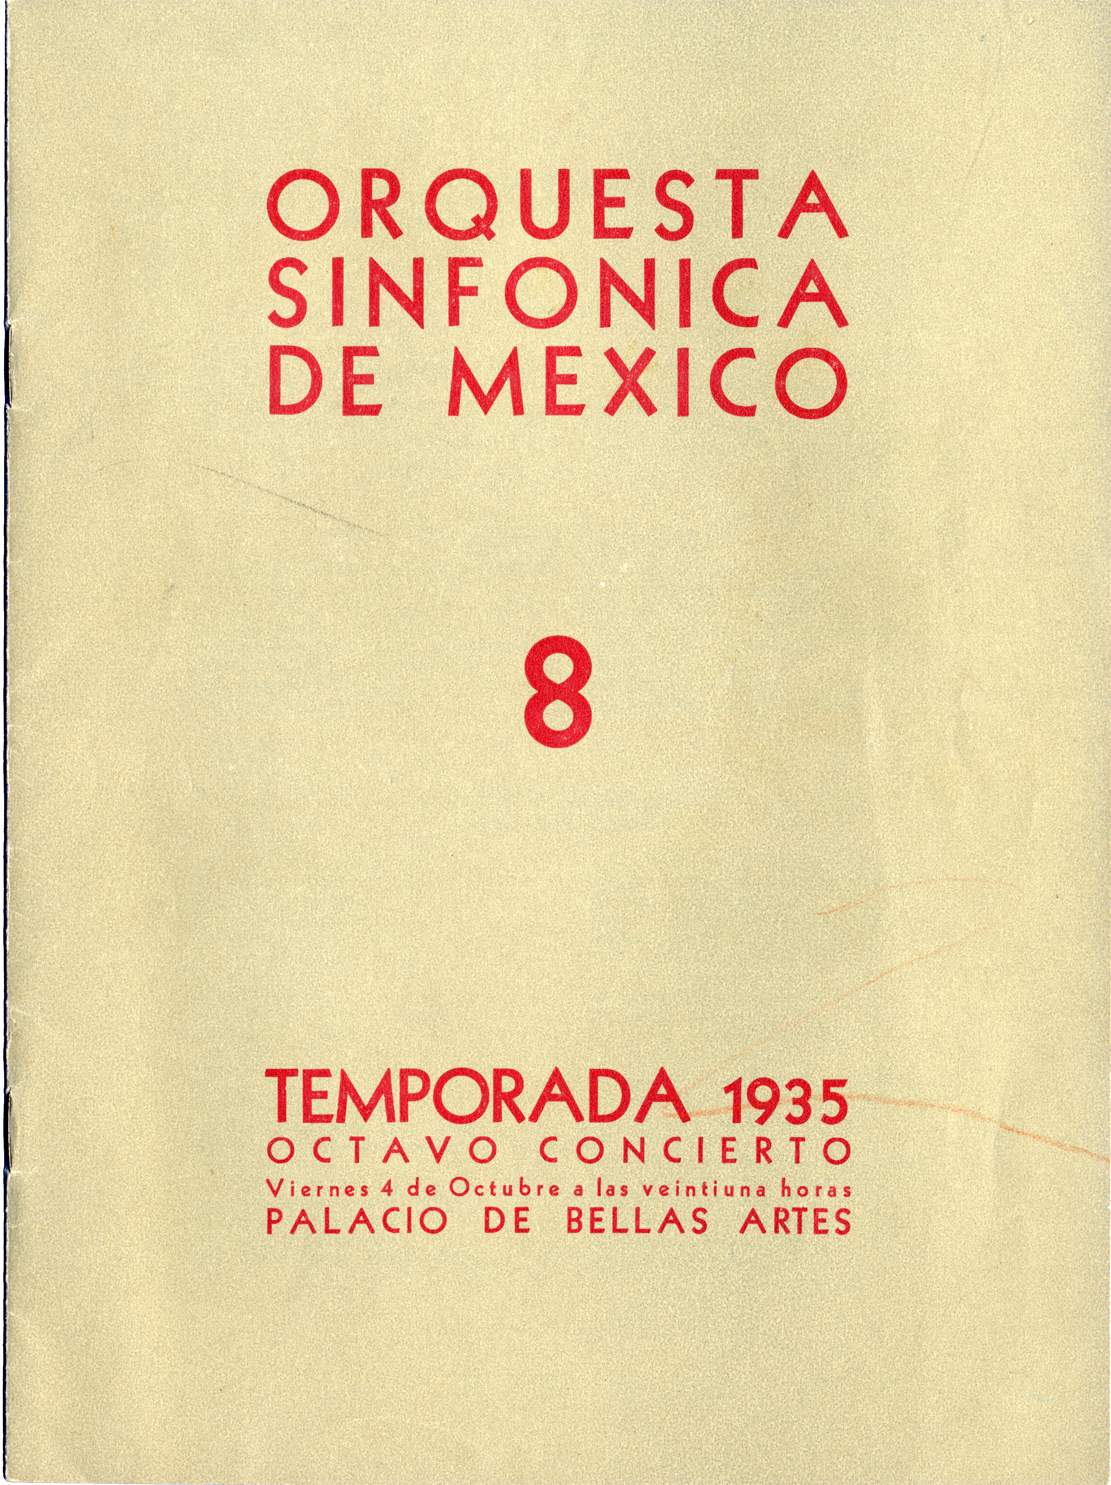 ORQUESTA
SINFONICA
DE MEXICO
8
TEMPORADA 1935
OCTAVO CONCIERTO
Viernes 4 de Octubre a las veintiuna horas
PALACIO DE BELLAS ARTES